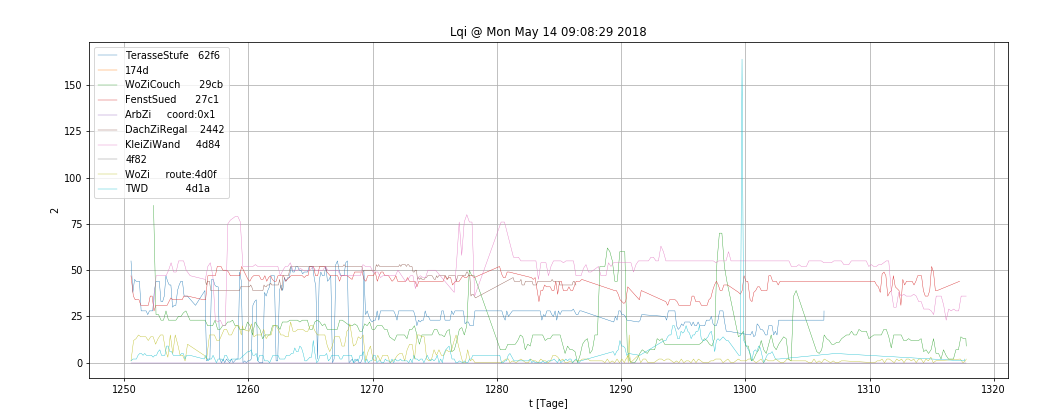 Lqi @ Mon May 14 09:08:29 2018
TerasseStufe 62f6
174d
WoZiCouch 29cb
FenstSued 27c1
ArbZi coord:0x1
DachZiRegal 2442
KleiZiWand 4d84
4f82
WoZi route:4d0f
TWD 4d1a
150
125
100
75
50
25
0
2
1250 1260 1270 1280 1290 1300 1310 1320
t [Tage]